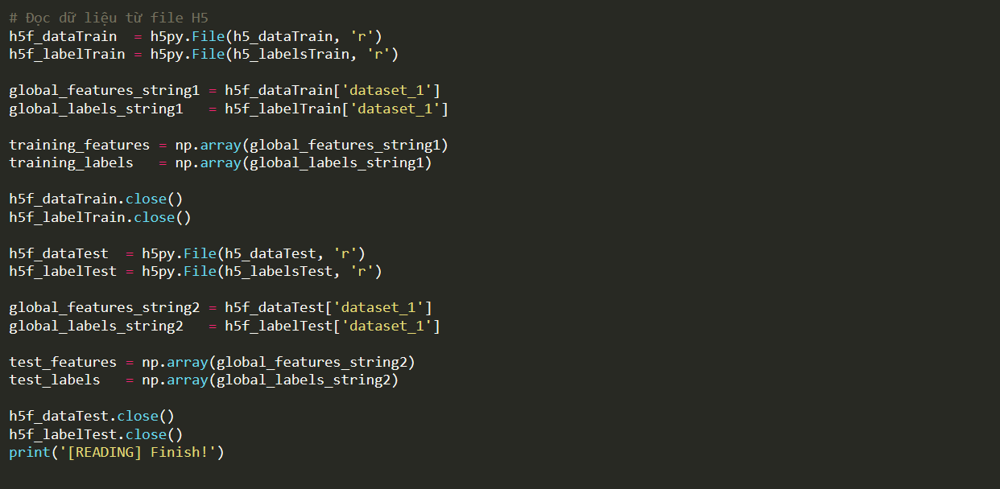 # Đọc dữ liệu từ file H5
h5f_dataTrain  = h5py.File(h5_dataTrain, 'r')
h5f_labelTrain = h5py.File(h5_labelsTrain, 'r')
global_features_string1 = h5f_dataTrain['dataset_1']
global_labels_string1   = h5f_labelTrain['dataset_1']
training_features = np.array(global_features_string1)
training_labels   = np.array(global_labels_string1)
h5f_dataTrain.close()
h5f_labelTrain.close()
h5f_dataTest  = h5py.File(h5_dataTest, 'r')
h5f_labelTest = h5py.File(h5_labelsTest, 'r')
global_features_string2 = h5f_dataTest['dataset_1']
global_labels_string2   = h5f_labelTest['dataset_1']
test_features = np.array(global_features_string2)
test_labels   = np.array(global_labels_string2)
h5f_dataTest.close()
h5f_labelTest.close()
print('[READING] Finish!')